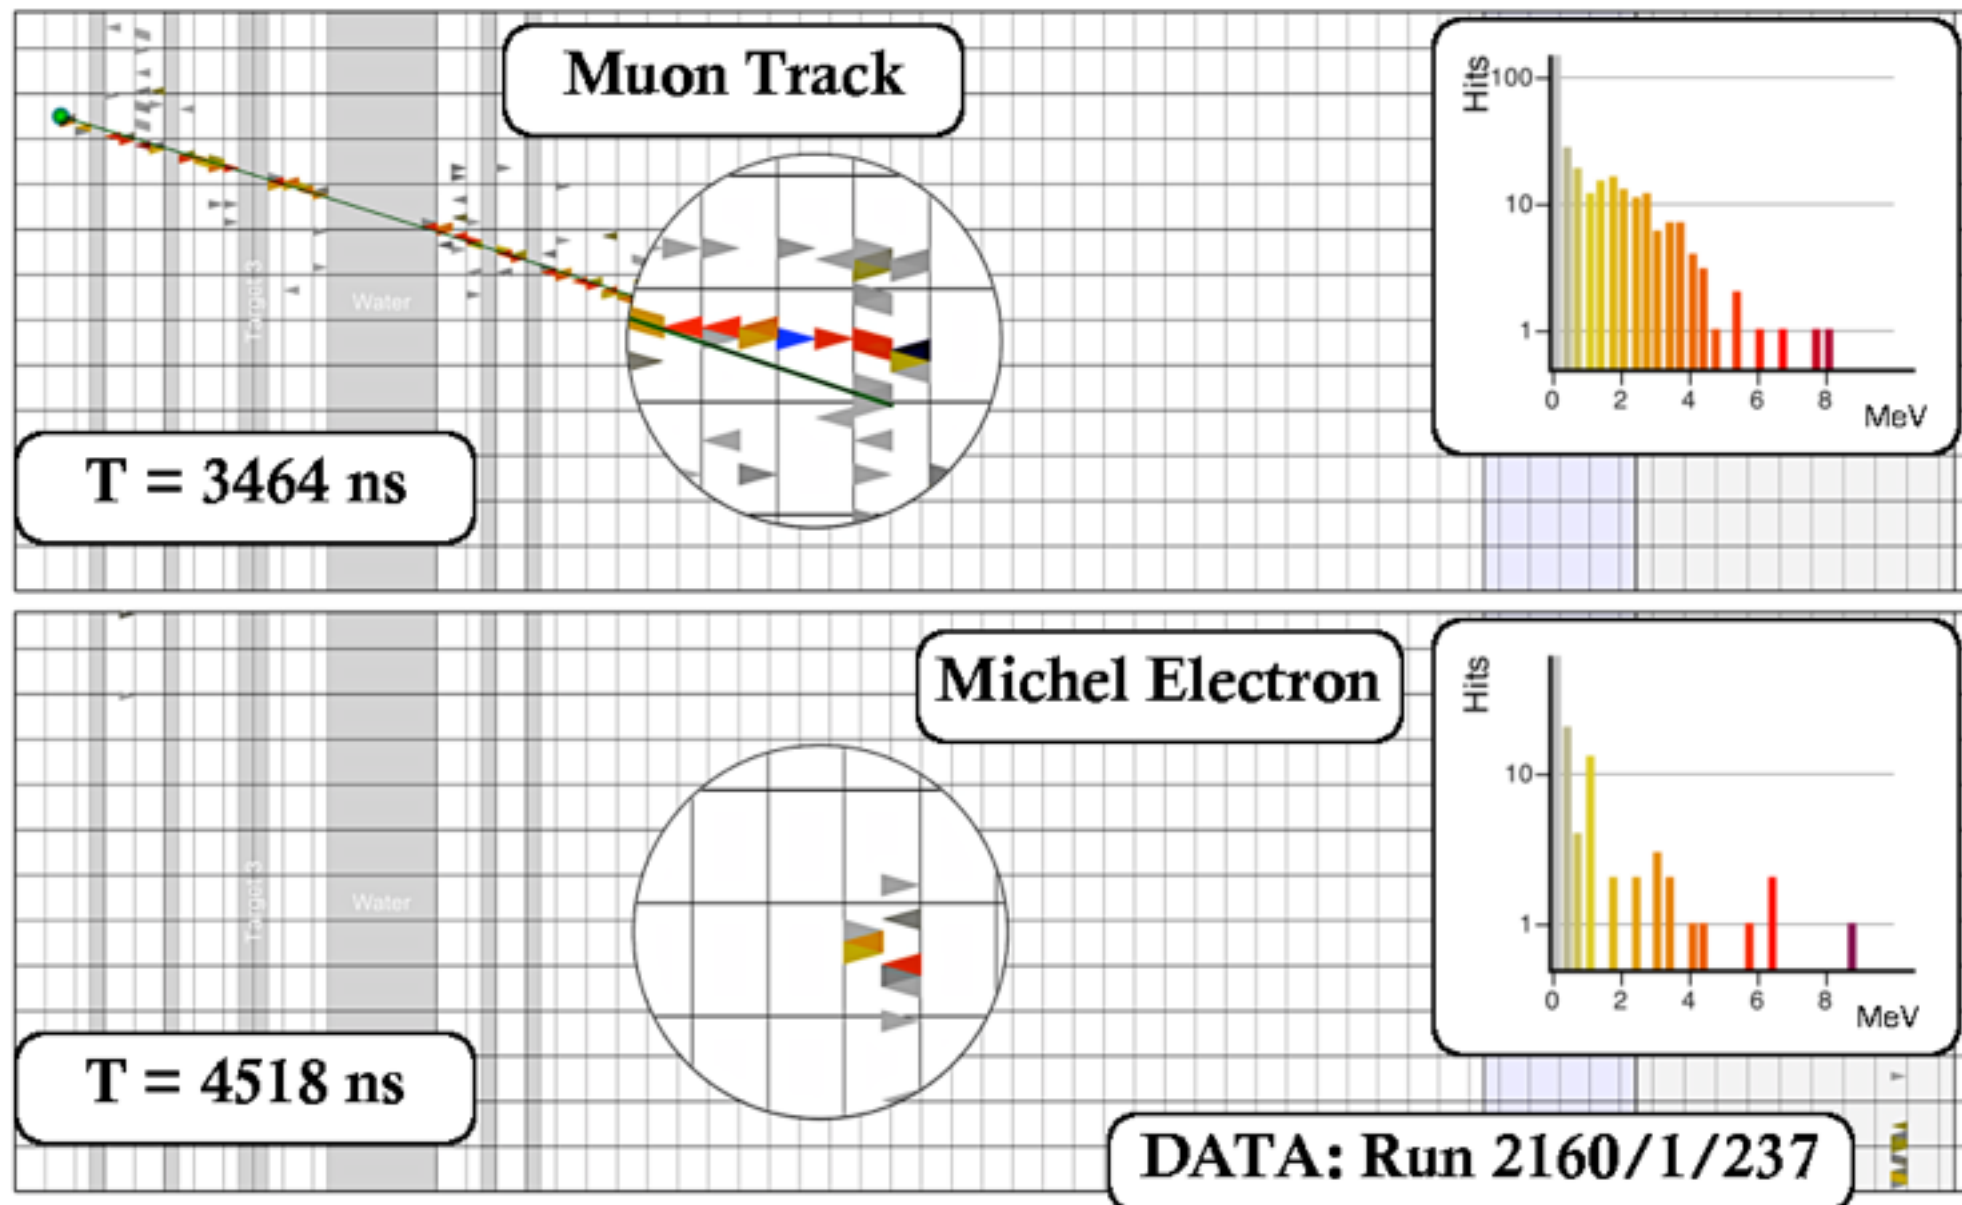 Muon Track
Hits
100
10
1
0 2 4 6 8
MeV
Target 3
Water
T = 3464 ns
Michel Electron
Hits
10
1
0 2 4 6 8
MeV
Target 3
Water
T = 4518 ns
DATA: Run 2160/1/237